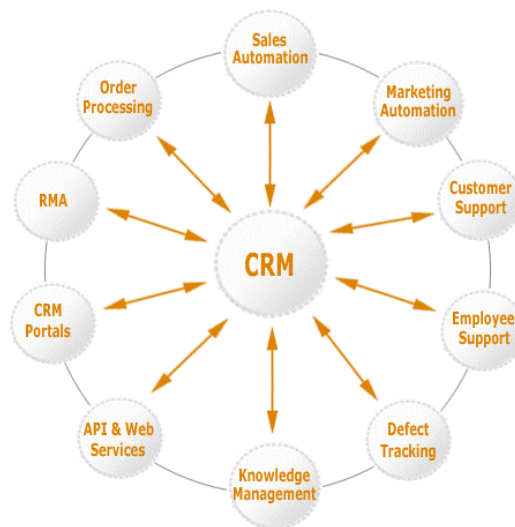 Sales
Automation
Order
Processing
Marketing
Automation
RMA
Customer
Support
CRM
CRM
Portals
Employee
Support
API & Web
Services
Defect
Tracking
Knowledge
Management